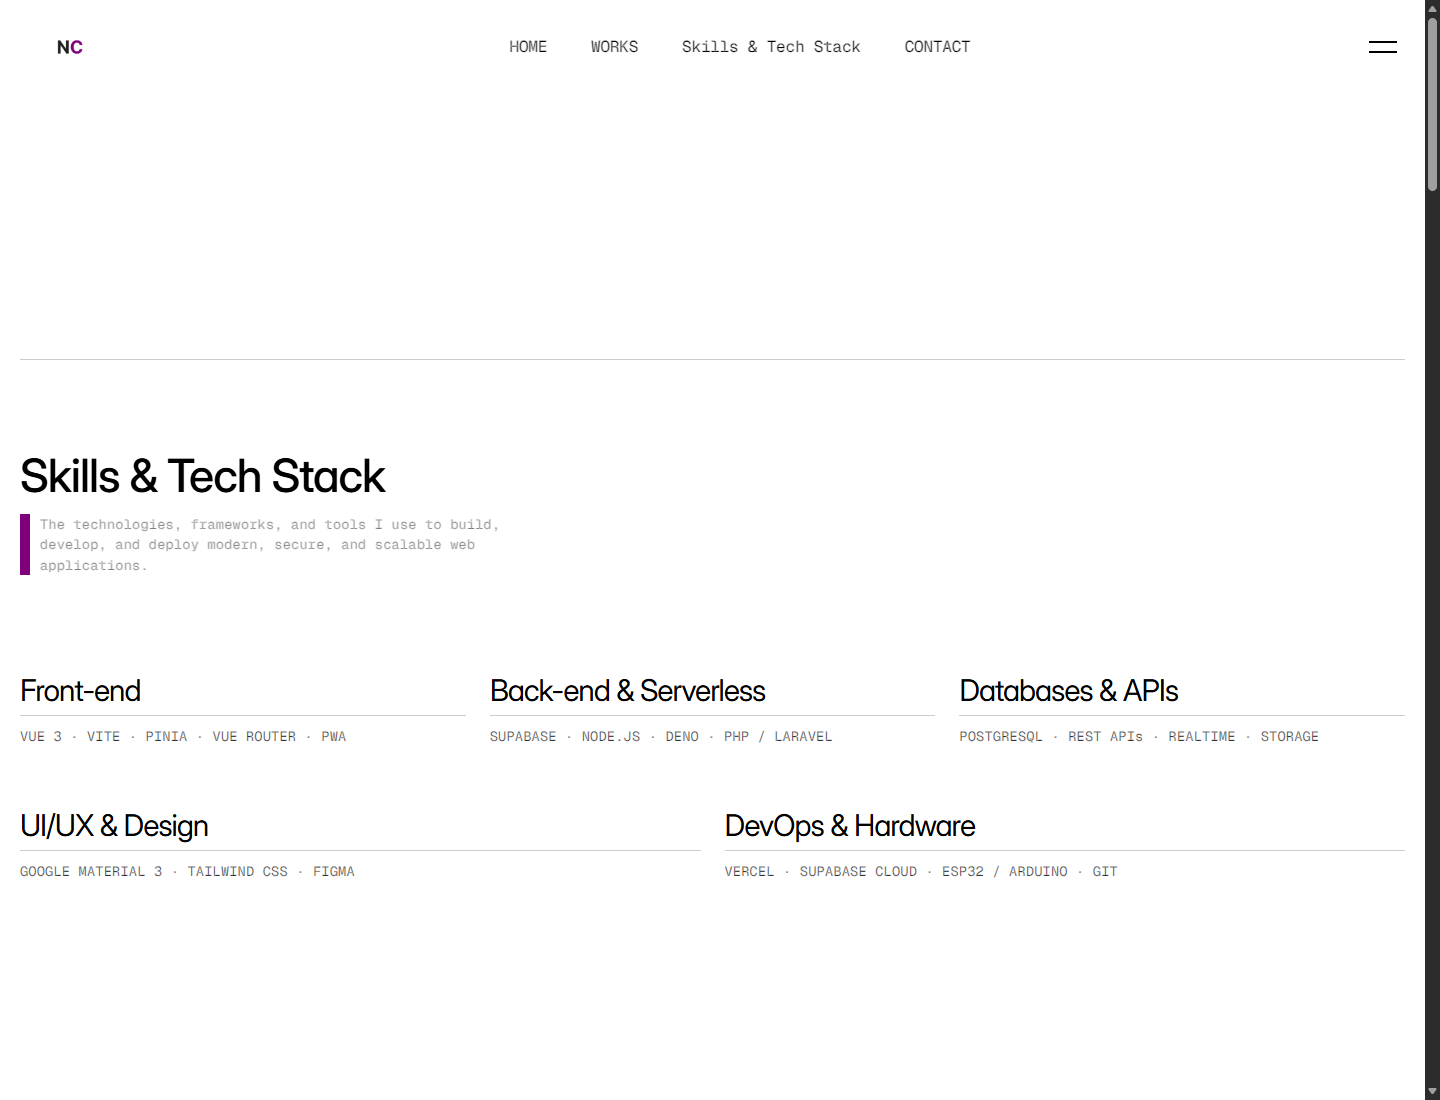 NC
HOME WORKS Skills & Tech Stack CONTACT
Skills & Tech Stack
The technologies, frameworks, and tools I use to build,
develop, and deploy modern, secure, and scalable web
applications.
Front-end
VUE 3 · VITE · PINIA · VUE ROUTER · PWA
Back-end & Serverless
SUPABASE · NODE.JS · DENO · PHP / LARAVEL
Databases & APIs
POSTGRESQL · REST APIs · REALTIME · STORAGE
UI/UX & Design
GOOGLE MATERIAL 3 · TAILWIND CSS · FIGMA
DevOps & Hardware
VERCEL · SUPABASE CLOUD · ESP32 / ARDUINO · GIT